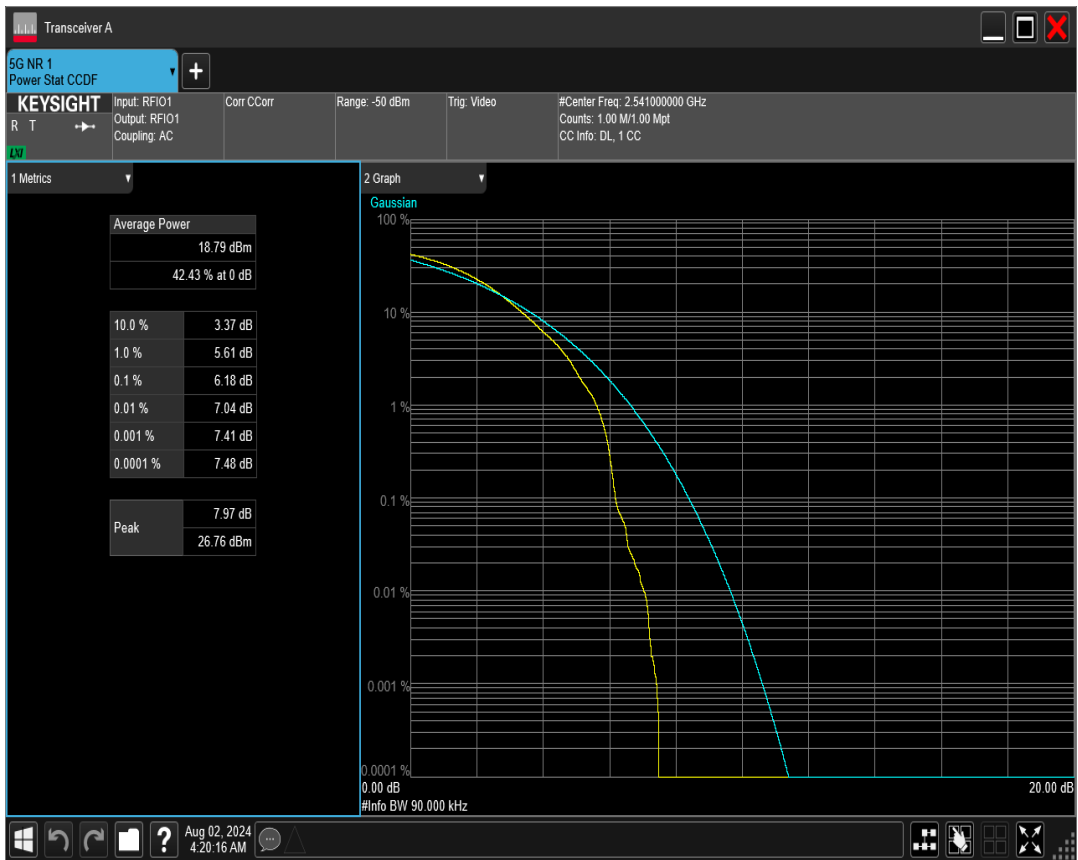 Transceiver A
5G NR 1
Power Stat CCDF
KEYSIGHT
R T
LXI
Input: RFIO1
Output: RFIO1
Coupling: AC
Corr CCorr
Range: -50 dBm
Trig: Video
#Center Freq: 2.541000000 GHz
Counts: 1.00 M/1.00 Mpt
CC Info: DL, 1 CC
1 Metrics
Average Power
18.79 dBm
42.43 % at 0 dB
10.0 % 3.37 dB
1.0 % 5.61 dB
0.1 % 6.18 dB
0.01 % 7.04 dB
0.001 % 7.41 dB
0.0001 % 7.48 dB
Peak
7.97 dB
26.76 dBm
2 Graph
Gaussian
100 %
10 %
1 %
0.1 %
0.01 %
0.001 %
0.0001 %
0.00 dB 20.00 dB
#Info BW 90.000 kHz
?
Aug 02, 2024
4:20:16 AM